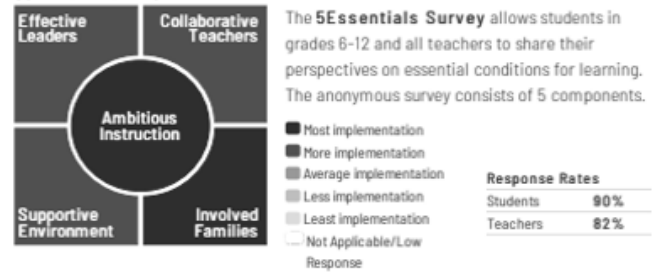 Effective
Leaders
Collaborative
Teachers
Ambitious
Instruction
Supportive
Environment
Involved
Families
The 5Essentials Survey allows students in
grades 6-12 and all teachers to share their
perspectives on essential conditions for learning.
The anonymous survey consists of 5 components.
Most implementation
More implementation
Average implementation
Less implementation
Least implementation
Not Applicable/Low
Response
Response Rates
Students 90%
Teachers 82%